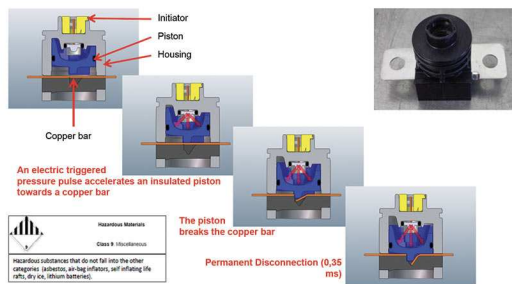 Initiator
Piston
Housing
Copper bar
An electric triggered
pressure pulse accelerates an insulated piston
towards a copper bar
The piston
breaks the copper bar
Permanent Disconnection (0,35
ms)
Hazardous Materials
Class 9: Miscellaneous
9
Hazardous substances that do not fall into the other
categories (asbestos, air-bag inflators, self inflating life
rafts, dry ice, lithium batteries).